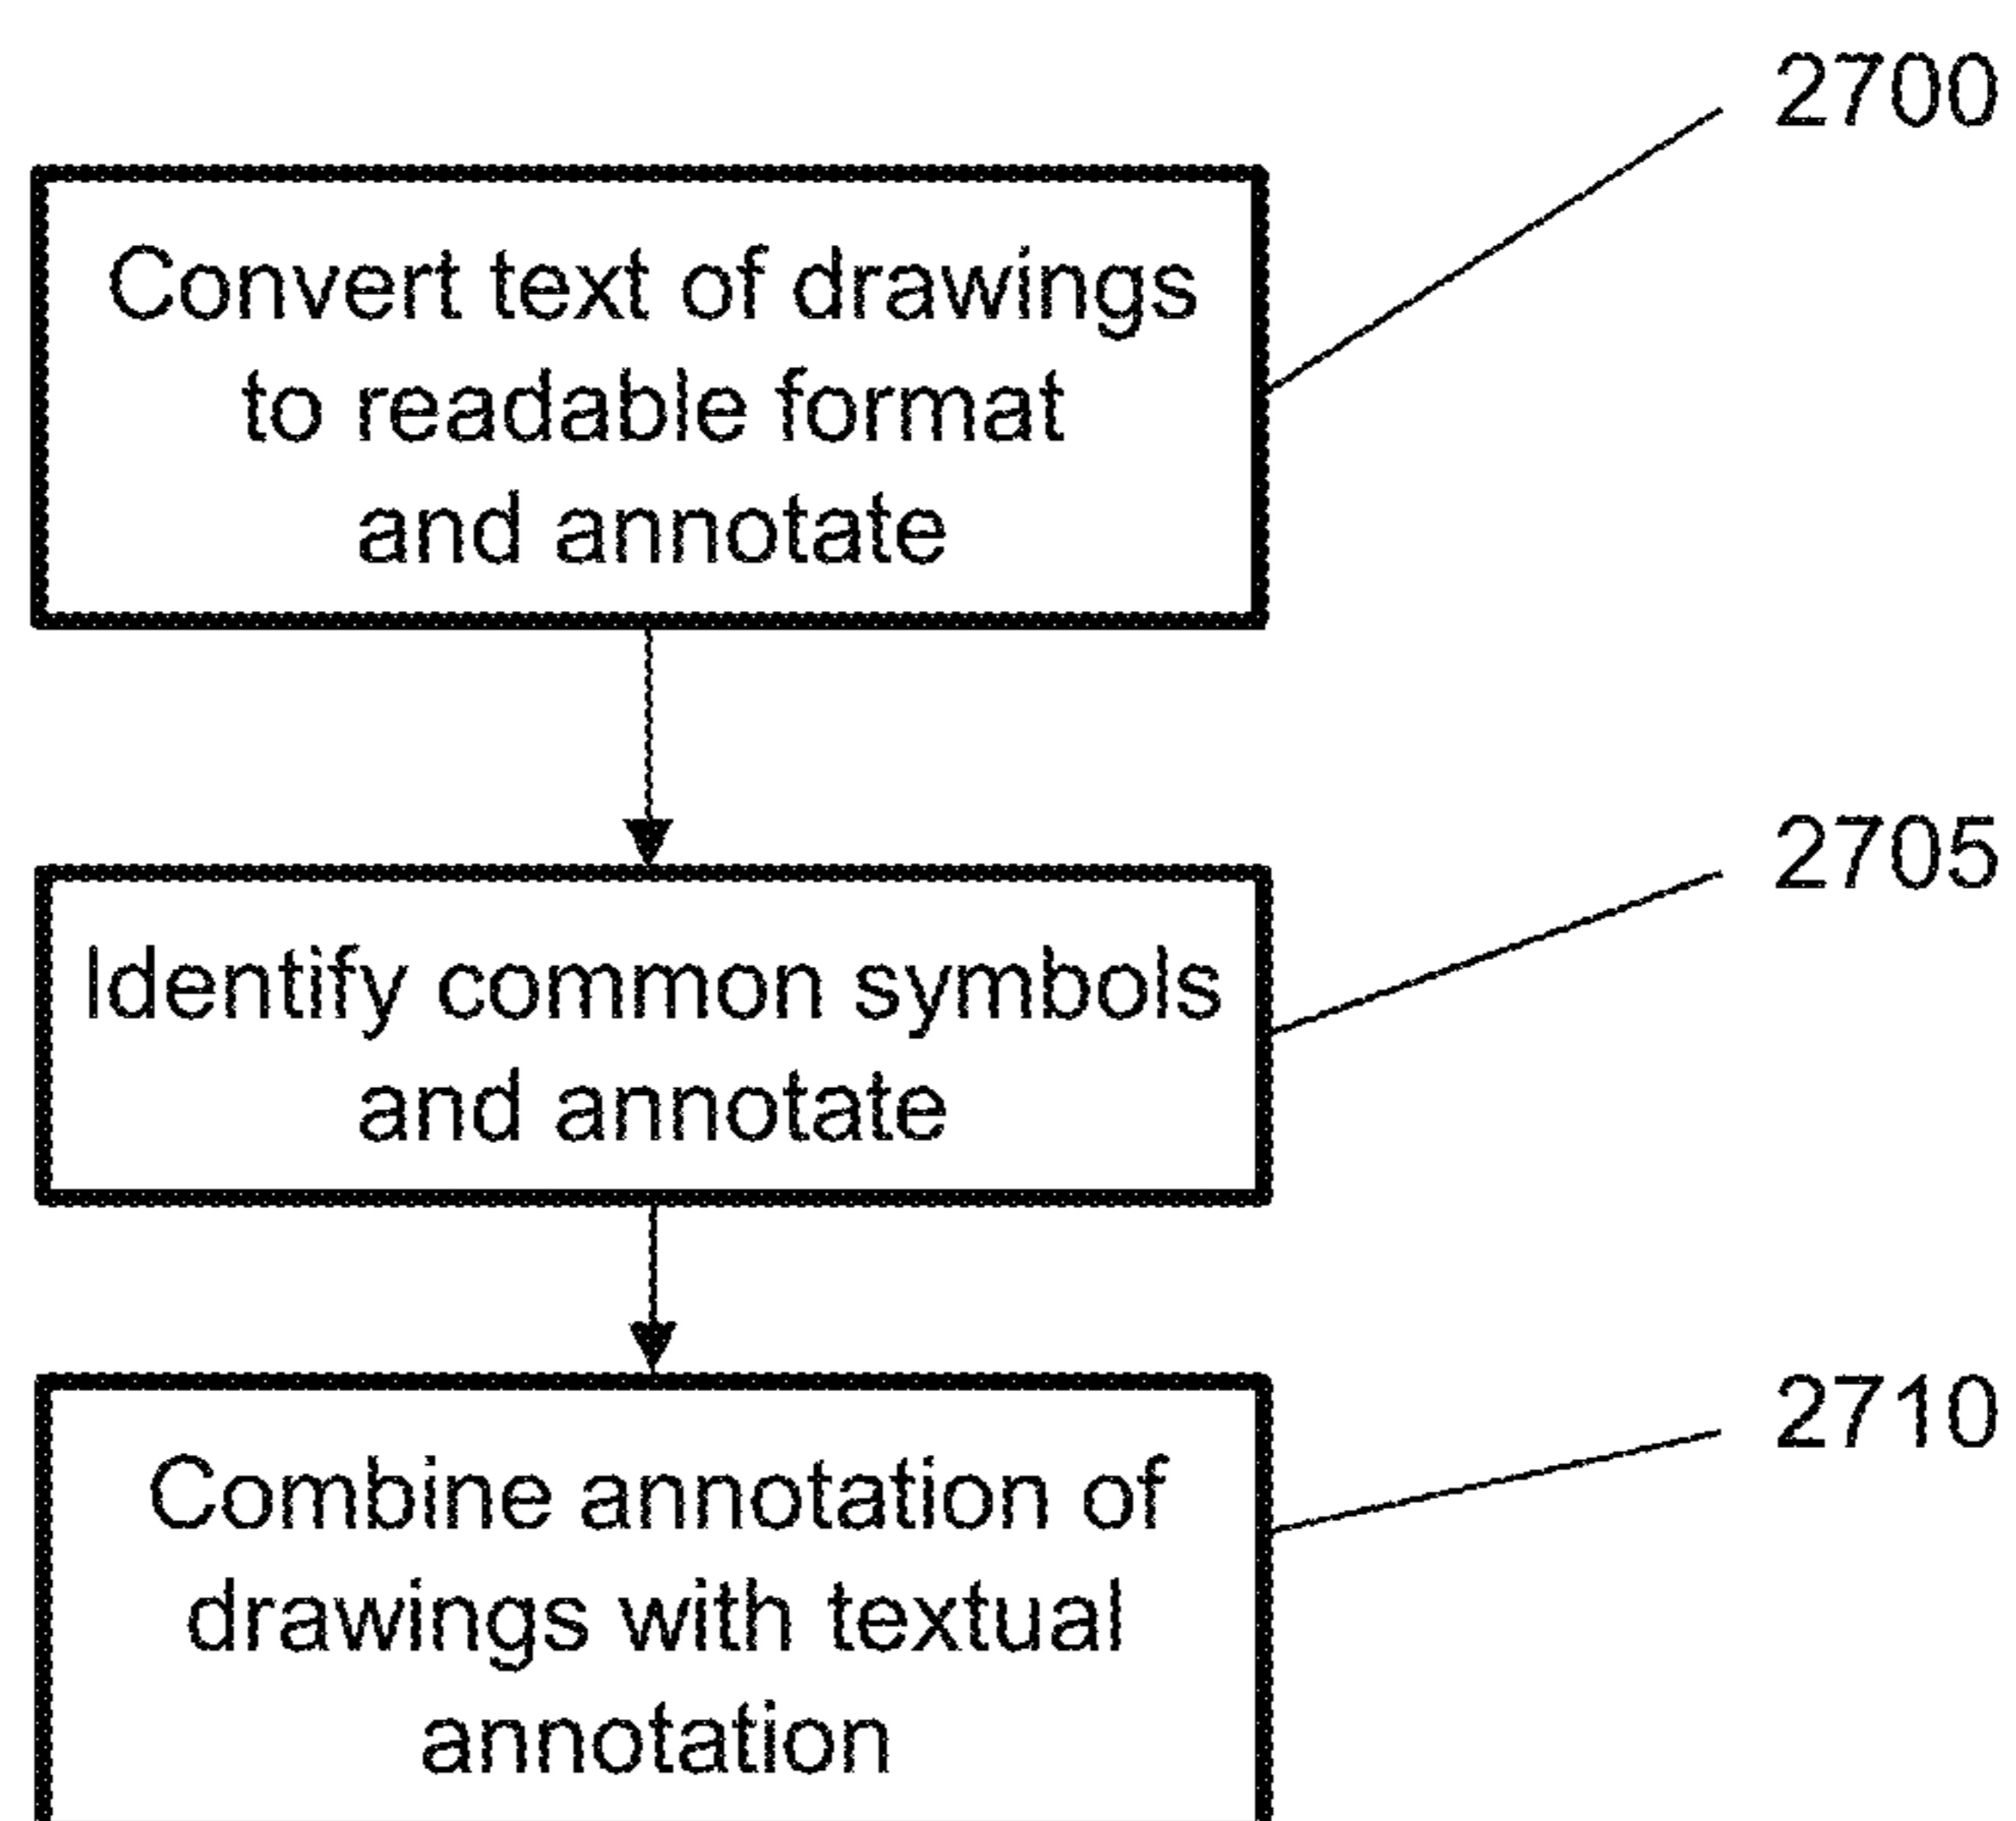 2700
Convert text of drawings
to readable format
and annotate
2705
Identify common symbols
and annotate
2710
Combine annotation of
drawings with textual
annotation